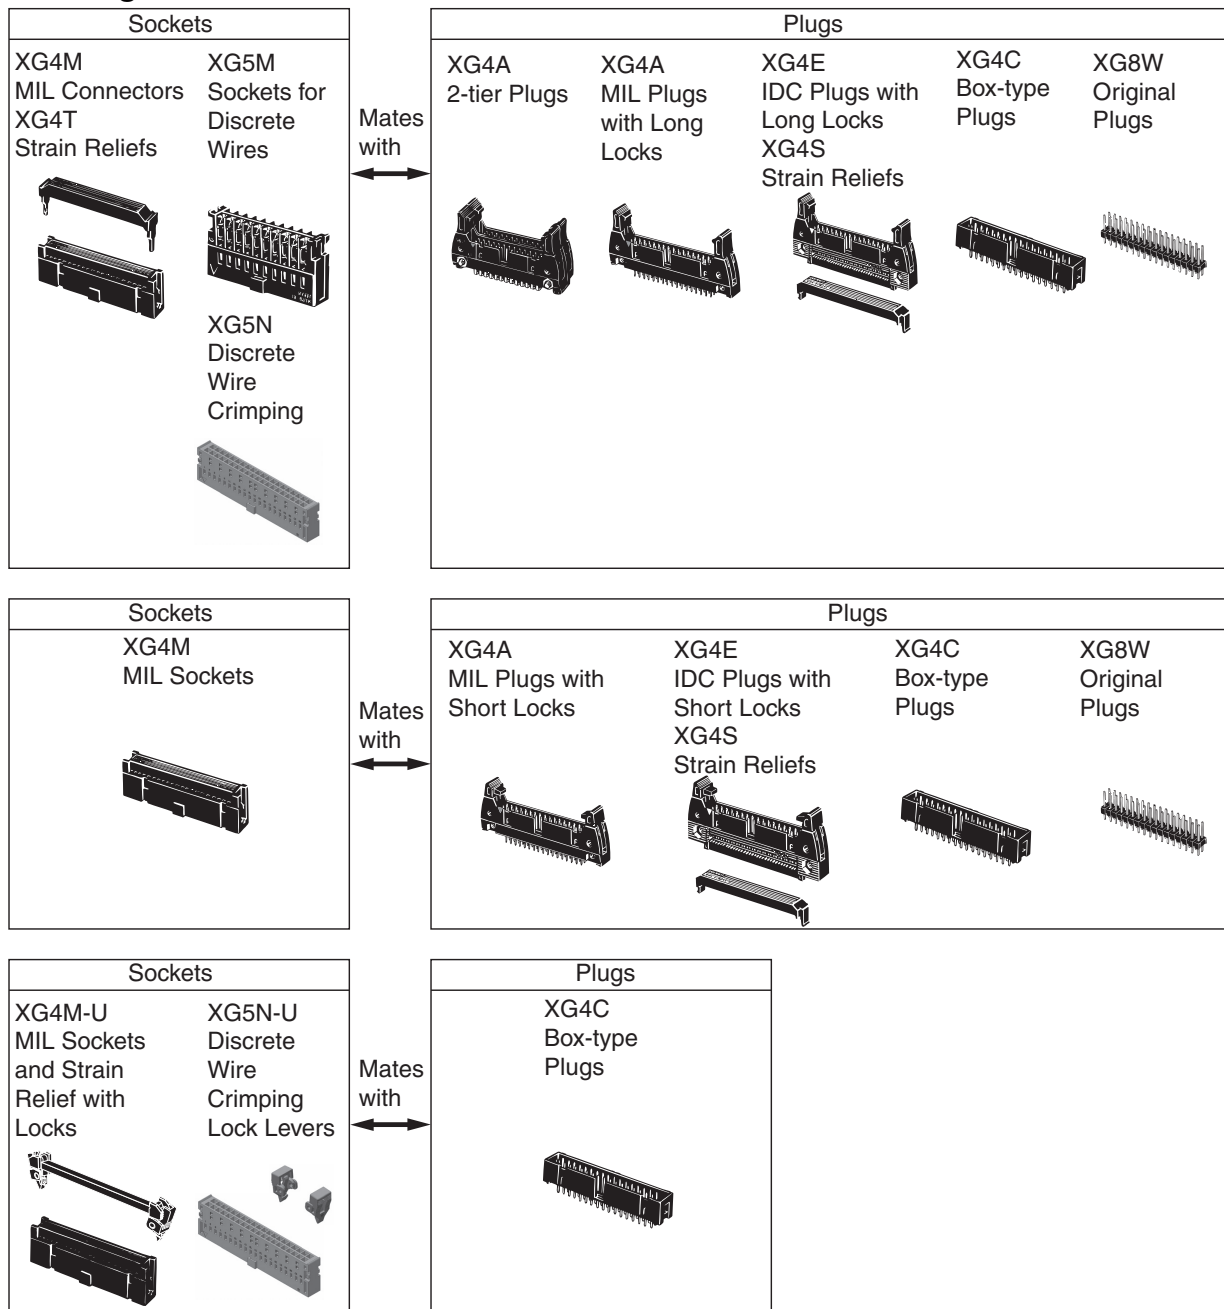 Sockets
XG4M
MIL Connectors
XG4T
Strain Reliefs
XG5M
Sockets for
Discrete
Wires
XG5N
Discrete
Wire
Crimping
Mates
with
Plugs
XG4A
2-tier Plugs
XG4A
MIL Plugs
with Long
Locks
XG4E
IDC Plugs with
Long Locks
XG4S
Strain Reliefs
XG4C
Box-type
Plugs
XG8W
Original
Plugs
Sockets
XG4M
MIL Sockets
Mates
with
Plugs
XG4A
MIL Plugs with
Short Locks
XG4E
IDC Plugs with
Short Locks
XG4S
Strain Reliefs
XG4C
Box-type
Plugs
XG8W
Original
Plugs
Sockets
XG4M-U
MIL Sockets
and Strain
Relief with
Locks
XG5N-U
Discrete
Wire
Crimping
Lock Levers
Mates
with
Plugs
XG4C
Box-type
Plugs